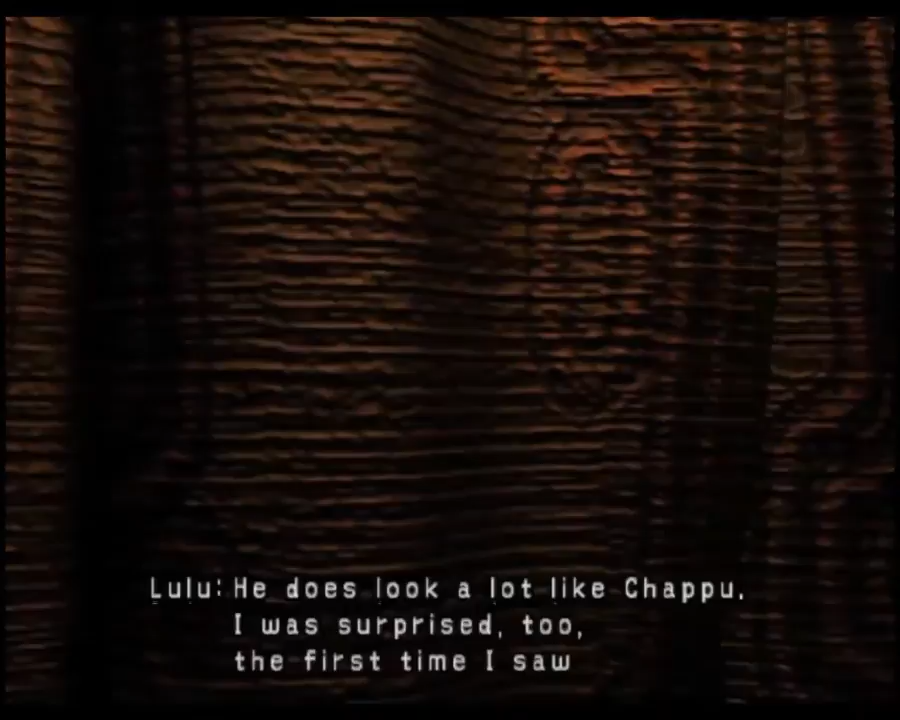 Lulu: He does look a lot like Chappu.
I was surprised, too,
the first time I saw